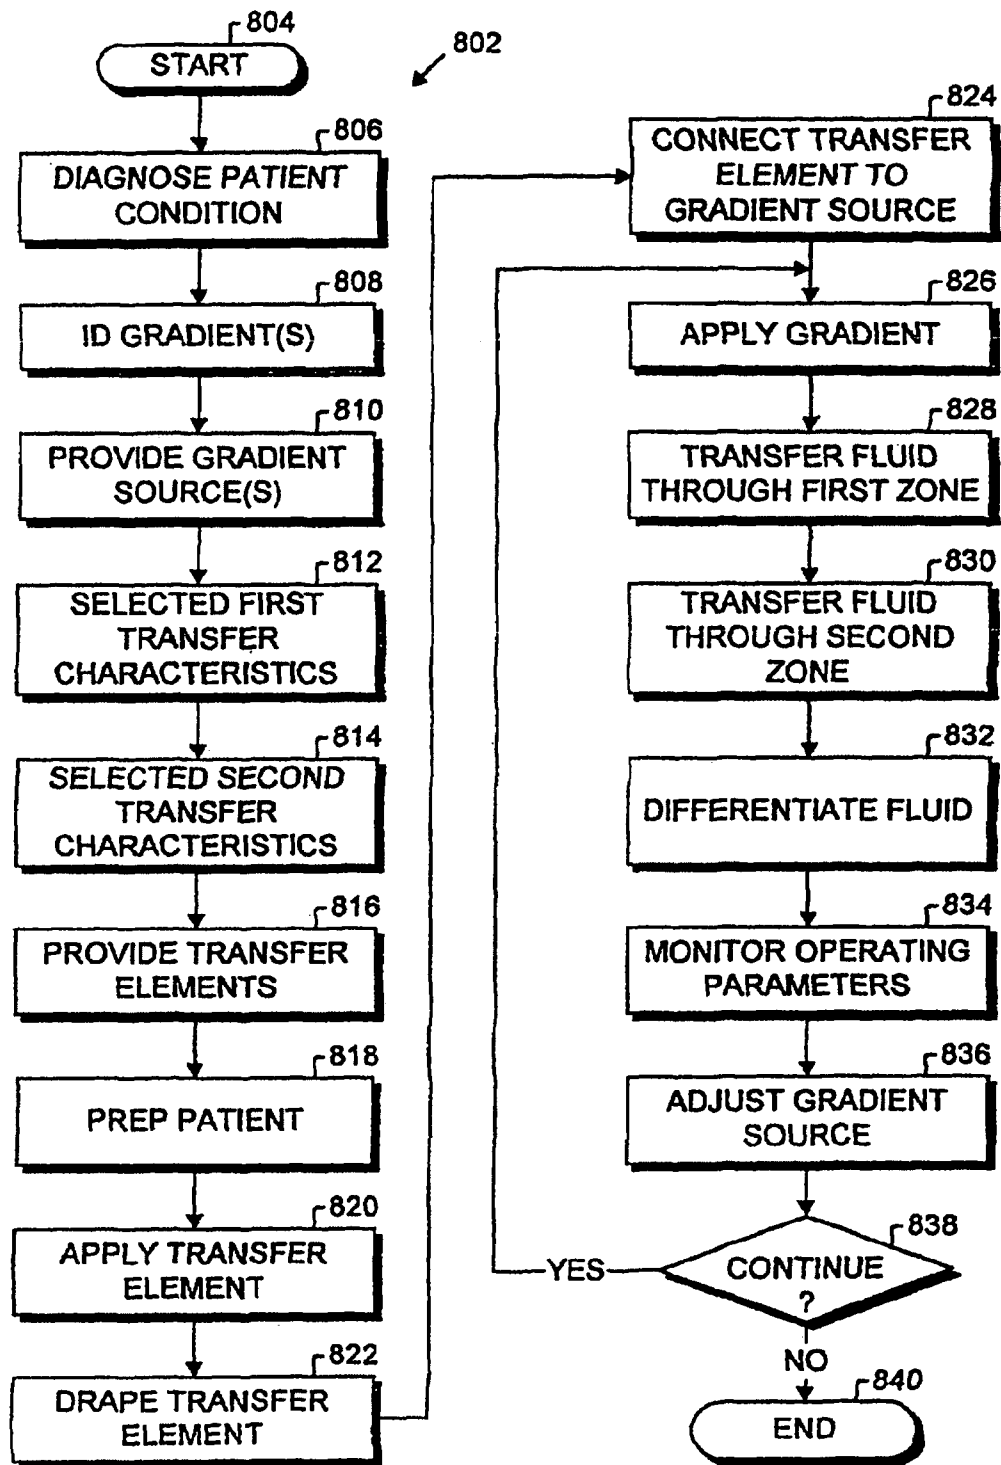 804
START
802
806
DIAGNOSE PATIENT
CONDITION
808
ID GRADIENT(S)
810
PROVIDE GRADIENT
SOURCE(S)
812
SELECTED FIRST
TRANSFER
CHARACTERISTICS
814
SELECTED SECOND
TRANSFER
CHARACTERISTICS
816
PROVIDE TRANSFER
ELEMENTS
818
PREP PATIENT
820
APPLY TRANSFER
ELEMENT
822
DRAPE TRANSFER
ELEMENT
824
CONNECT TRANSFER
ELEMENT TO
GRADIENT SOURCE
826
APPLY GRADIENT
828
TRANSFER FLUID
THROUGH FIRST ZONE
830
TRANSFER FLUID
THROUGH SECOND
ZONE
832
DIFFERENTIATE FLUID
834
MONITOR OPERATING
PARAMETERS
836
ADJUST GRADIENT
SOURCE
838
CONTINUE
?
YES
NO
840
END